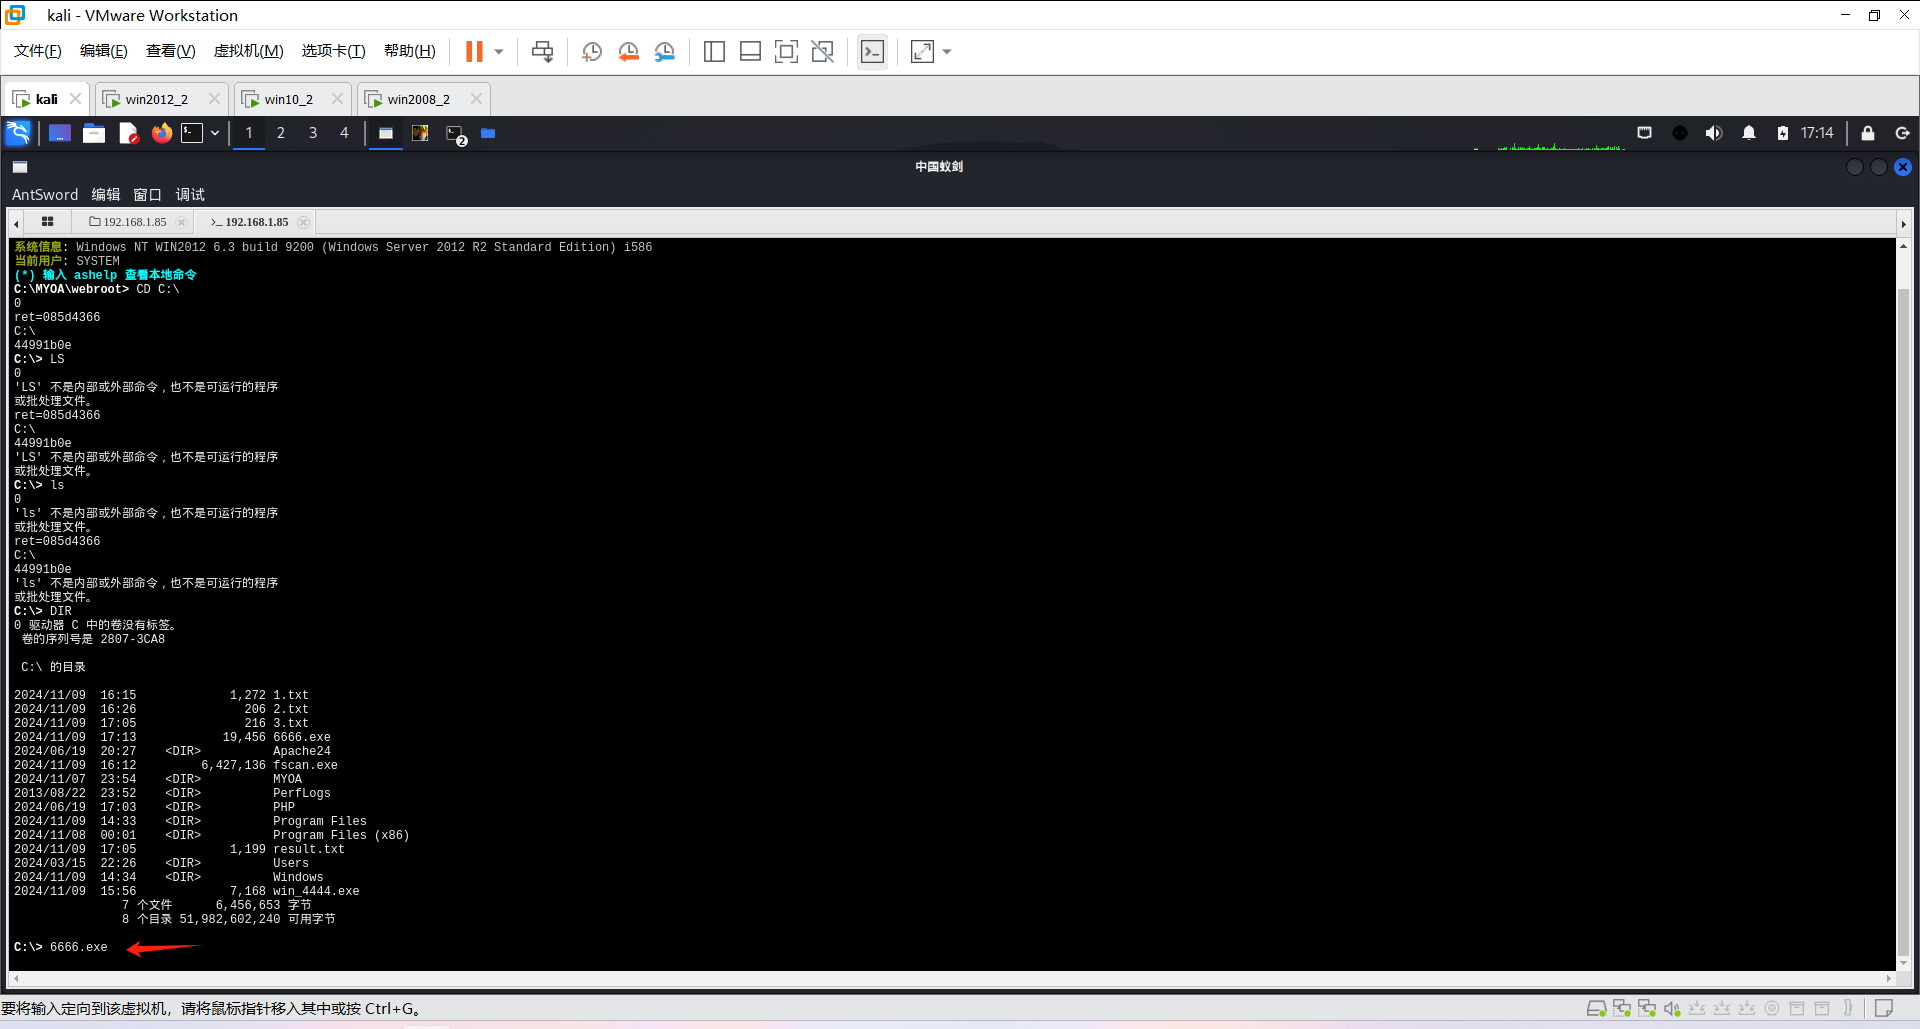 kali - VMware Workstation
文件(F) 编辑(E) 查看(V) 虚拟机(M) 选项卡(T) 帮助(H)
kali win2012_2 win10_2 win2008_2
1 2 3 4 2 17:14
中国蚁剑
AntSword 编辑 窗口 调试
192.168.1.85 >_ 192.168.1.85
系统信息: Windows NT WIN2012 6.3 build 9200 (Windows Server 2012 R2 Standard Edition) i586
当前用户: SYSTEM
(*) 输入 ashelp 查看本地命令
C:\MYOA\webroot> CD C:\
0
ret=085d4366
C:\
44991b0e
C:\> LS
0
'LS' 不是内部或外部命令，也不是可运行的程序
或批处理文件。
ret=085d4366
C:\
44991b0e
'LS' 不是内部或外部命令，也不是可运行的程序
或批处理文件。
C:\> ls
0
'ls' 不是内部或外部命令，也不是可运行的程序
或批处理文件。
ret=085d4366
C:\
44991b0e
'ls' 不是内部或外部命令，也不是可运行的程序
或批处理文件。
C:\> DIR
0 驱动器 C 中的卷没有标签。
卷的序列号是 2807-3CA8
C:\ 的目录
2024/11/09 16:15 1,272 1.txt
2024/11/09 16:26 206 2.txt
2024/11/09 17:05 216 3.txt
2024/11/09 17:13 19,456 6666.exe
2024/06/19 20:27 <DIR> Apache24
2024/11/09 16:12 6,427,136 fscan.exe
2024/11/07 23:54 <DIR> MYOA
2013/08/22 23:52 <DIR> PerfLogs
2024/06/19 17:03 <DIR> PHP
2024/11/09 14:33 <DIR> Program Files
2024/11/08 00:01 <DIR> Program Files (x86)
2024/11/09 17:05 1,199 result.txt
2024/03/15 22:26 <DIR> Users
2024/11/09 14:34 <DIR> Windows
2024/11/09 15:56 7,168 win_4444.exe
7 个文件 6,456,653 字节
8 个目录 51,982,602,240 可用字节
C:\> 6666.exe
要将输入定向到该虚拟机，请将鼠标指针移入其中或按 Ctrl+G。